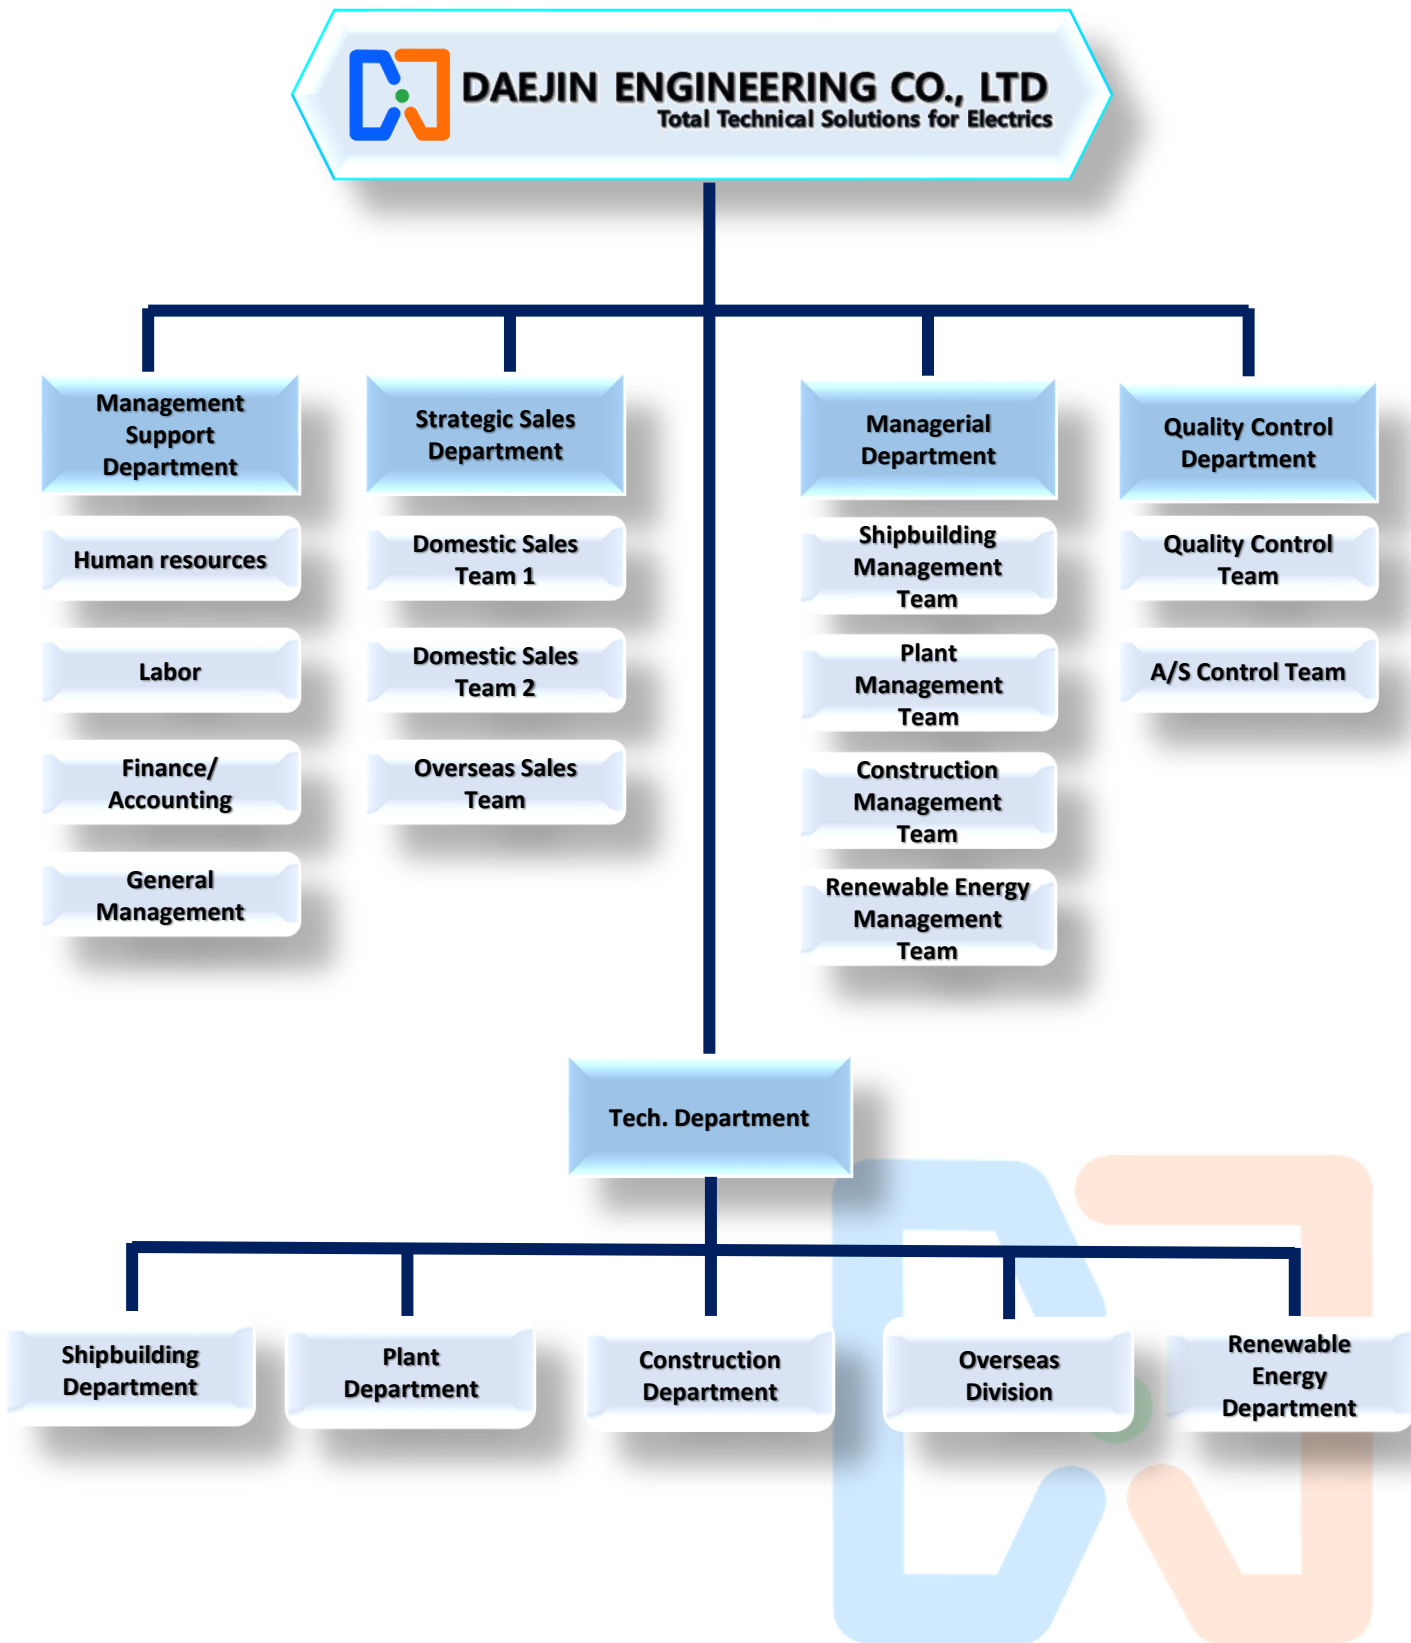 DAEJIN ENGINEERING CO., LTD
Total Technical Solutions for Electrics
Management
Support
Department
Human resources
Labor
Finance/
Accounting
General
Management
Strategic Sales
Department
Domestic Sales
Team 1
Domestic Sales
Team 2
Overseas Sales
Team
Managerial
Department
Shipbuilding
Management
Team
Plant
Management
Team
Construction
Management
Team
Renewable Energy
Management
Team
Quality Control
Department
Quality Control
Team
A/S Control Team
Tech. Department
Shipbuilding
Department
Plant
Department
Construction
Department
Overseas
Division
Renewable
Energy
Department